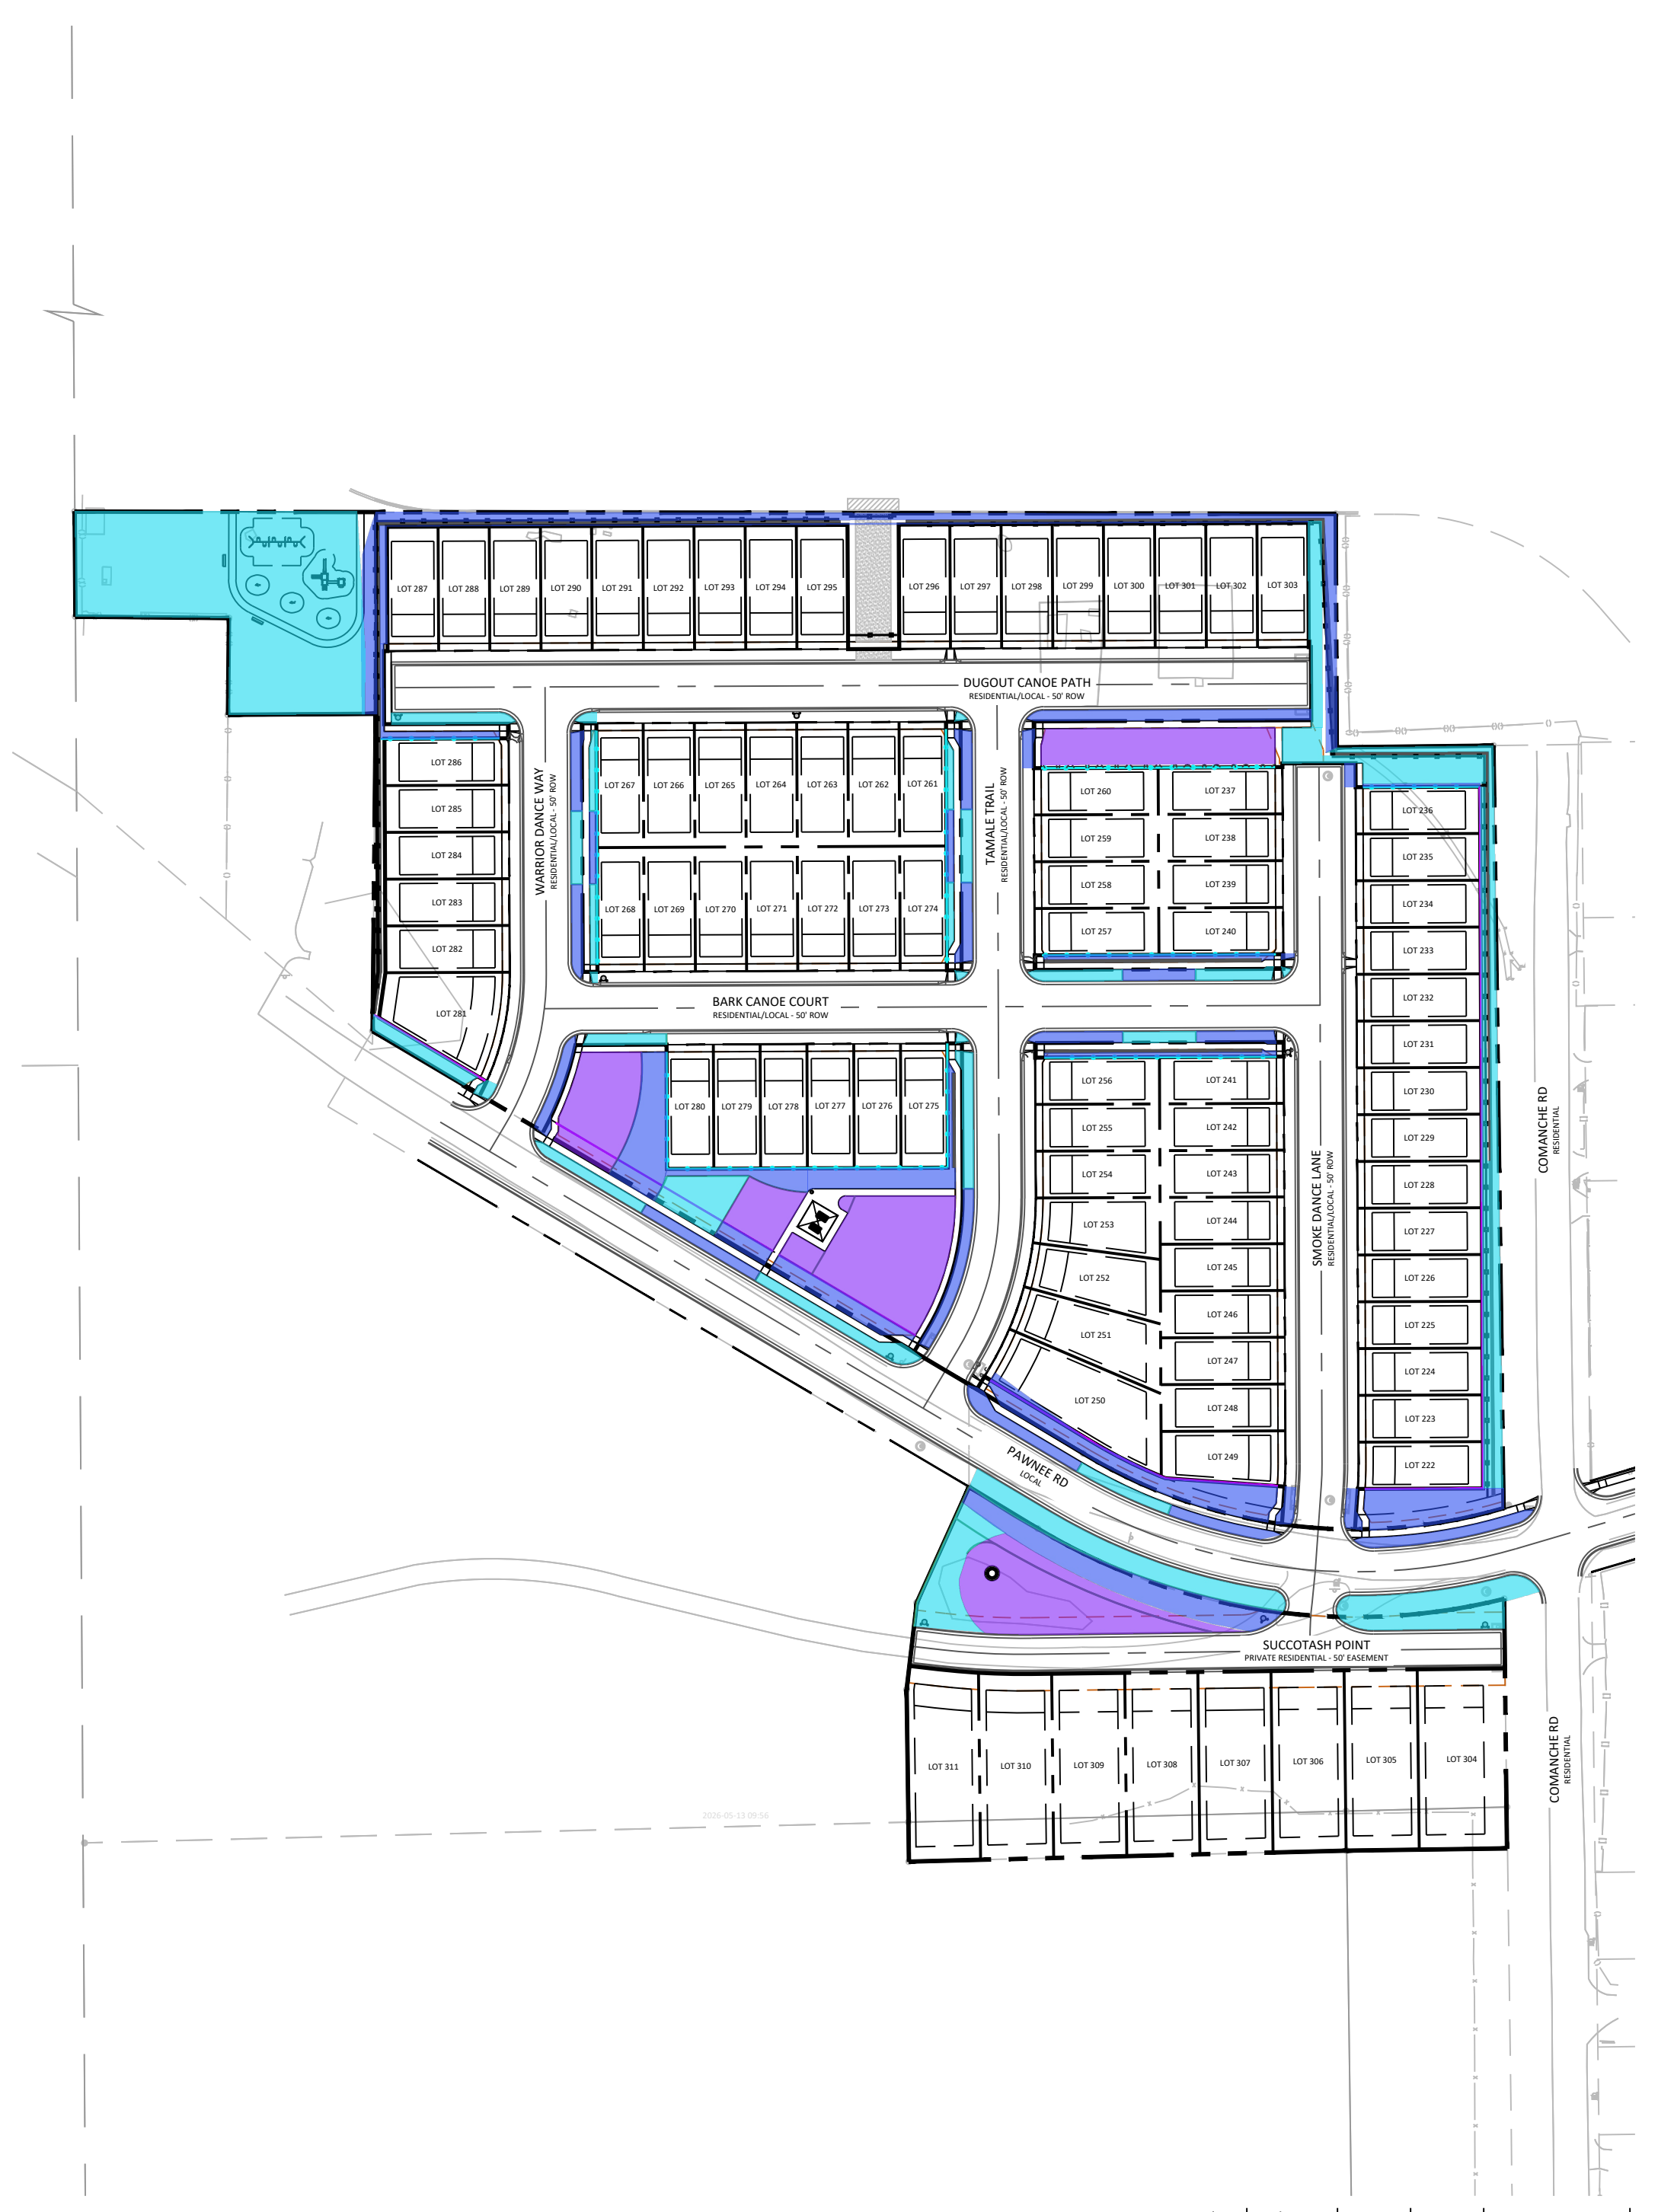 LOT 287
LOT 288
LOT 289
LOT 290
LOT 291
LOT 292
LOT 293
LOT 294
LOT 295
LOT 296
LOT 297
LOT 298
LOT 299
LOT 300
LOT 301
LOT 302
LOT 303
DUGOUT CANOE PATH
RESIDENTIAL/LOCAL - 50' ROW
LOT 286
LOT 285
LOT 284
LOT 283
LOT 282
LOT 281
WARRIOR DANCE WAY
RESIDENTIAL/LOCAL - 50' ROW
LOT 267
LOT 266
LOT 265
LOT 264
LOT 263
LOT 262
LOT 261
LOT 268
LOT 269
LOT 270
LOT 271
LOT 272
LOT 273
LOT 274
TAMALE TRAIL
RESIDENTIAL/LOCAL - 50' ROW
LOT 260
LOT 237
LOT 259
LOT 238
LOT 258
LOT 239
LOT 257
LOT 240
LOT 236
LOT 235
LOT 234
LOT 233
LOT 232
LOT 231
LOT 230
LOT 229
LOT 228
LOT 227
LOT 226
LOT 225
LOT 224
LOT 223
LOT 222
BARK CANOE COURT
RESIDENTIAL/LOCAL - 50' ROW
LOT 280
LOT 279
LOT 278
LOT 277
LOT 276
LOT 275
LOT 256
LOT 241
LOT 255
LOT 242
LOT 254
LOT 243
LOT 253
LOT 244
LOT 252
LOT 245
LOT 251
LOT 246
LOT 247
LOT 250
LOT 248
LOT 249
SMOKE DANCE LANE
RESIDENTIAL/LOCAL - 50' ROW
COMANCHE RD
RESIDENTIAL
PAWNEE RD
LOCAL
SUCCOTASH POINT
PRIVATE RESIDENTIAL - 50' EASEMENT
LOT 311
LOT 310
LOT 309
LOT 308
LOT 307
LOT 306
LOT 305
LOT 304
COMANCHE RD
RESIDENTIAL
2026-05-13 09:56